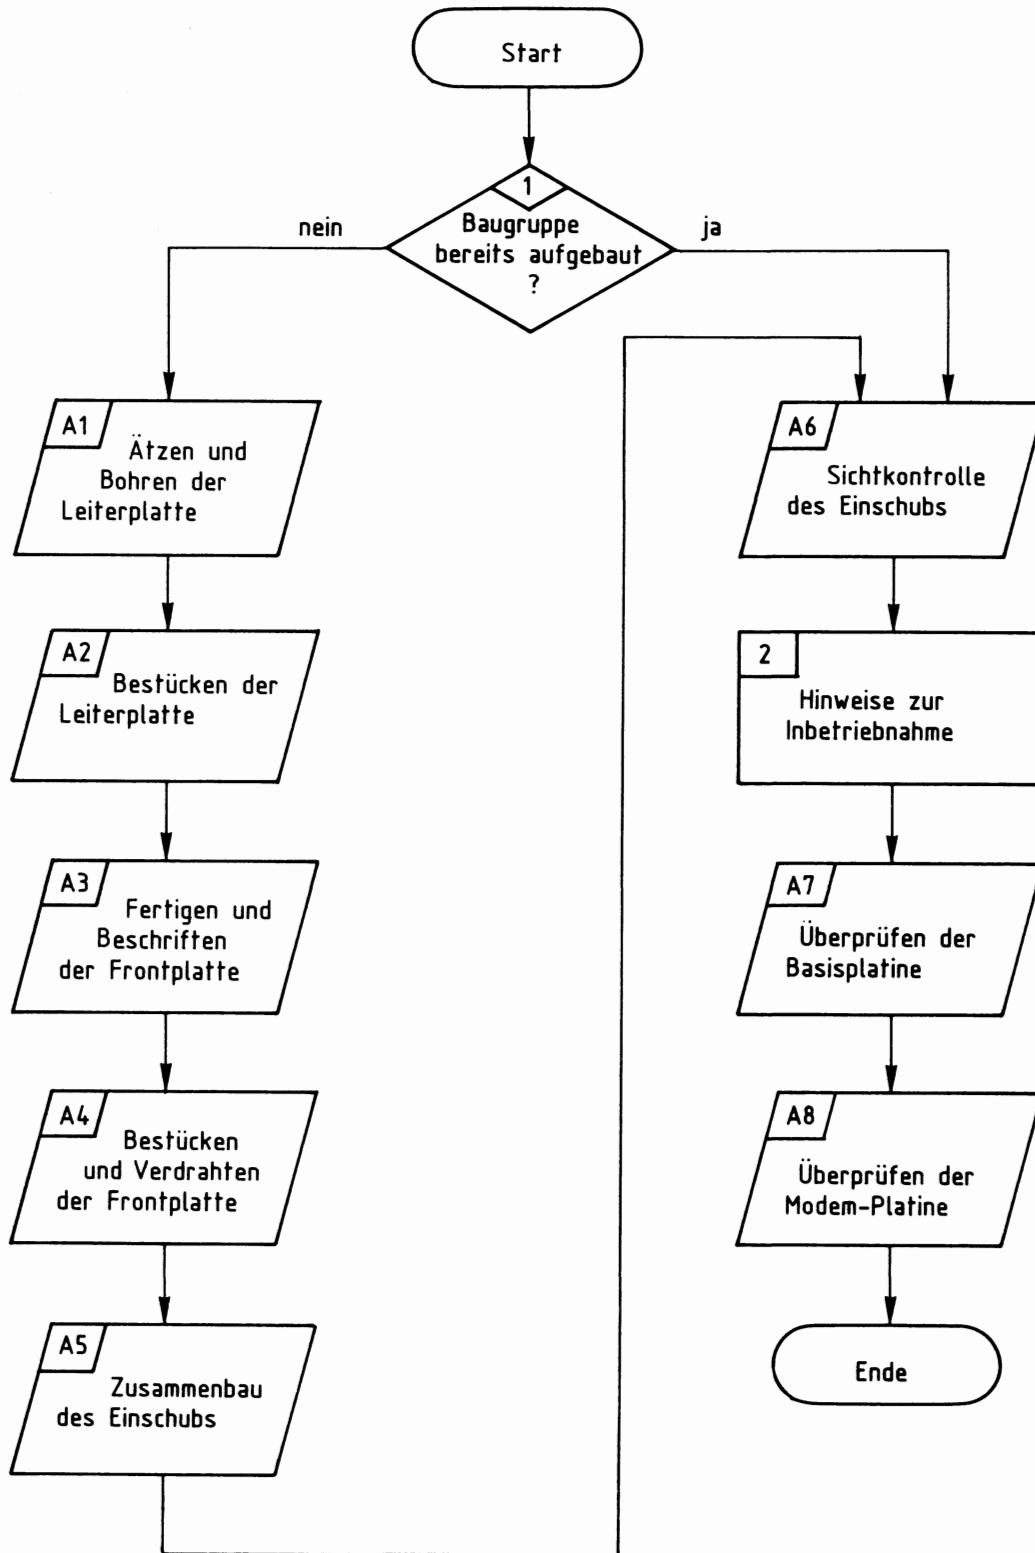 Start
1
Baugruppe
bereits aufgebaut
?
nein
ja
A1
Ätzen und
Bohren der
Leiterplatte
A2
Bestücken der
Leiterplatte
A3
Fertigen und
Beschriften
der Frontplatte
A4
Bestücken
und Verdrahten
der Frontplatte
A5
Zusammenbau
des Einschubs
A6
Sichtkontrolle
des Einschubs
2
Hinweise zur
Inbetriebnahme
A7
Überprüfen der
Basisplatine
A8
Überprüfen der
Modem-Platine
Ende